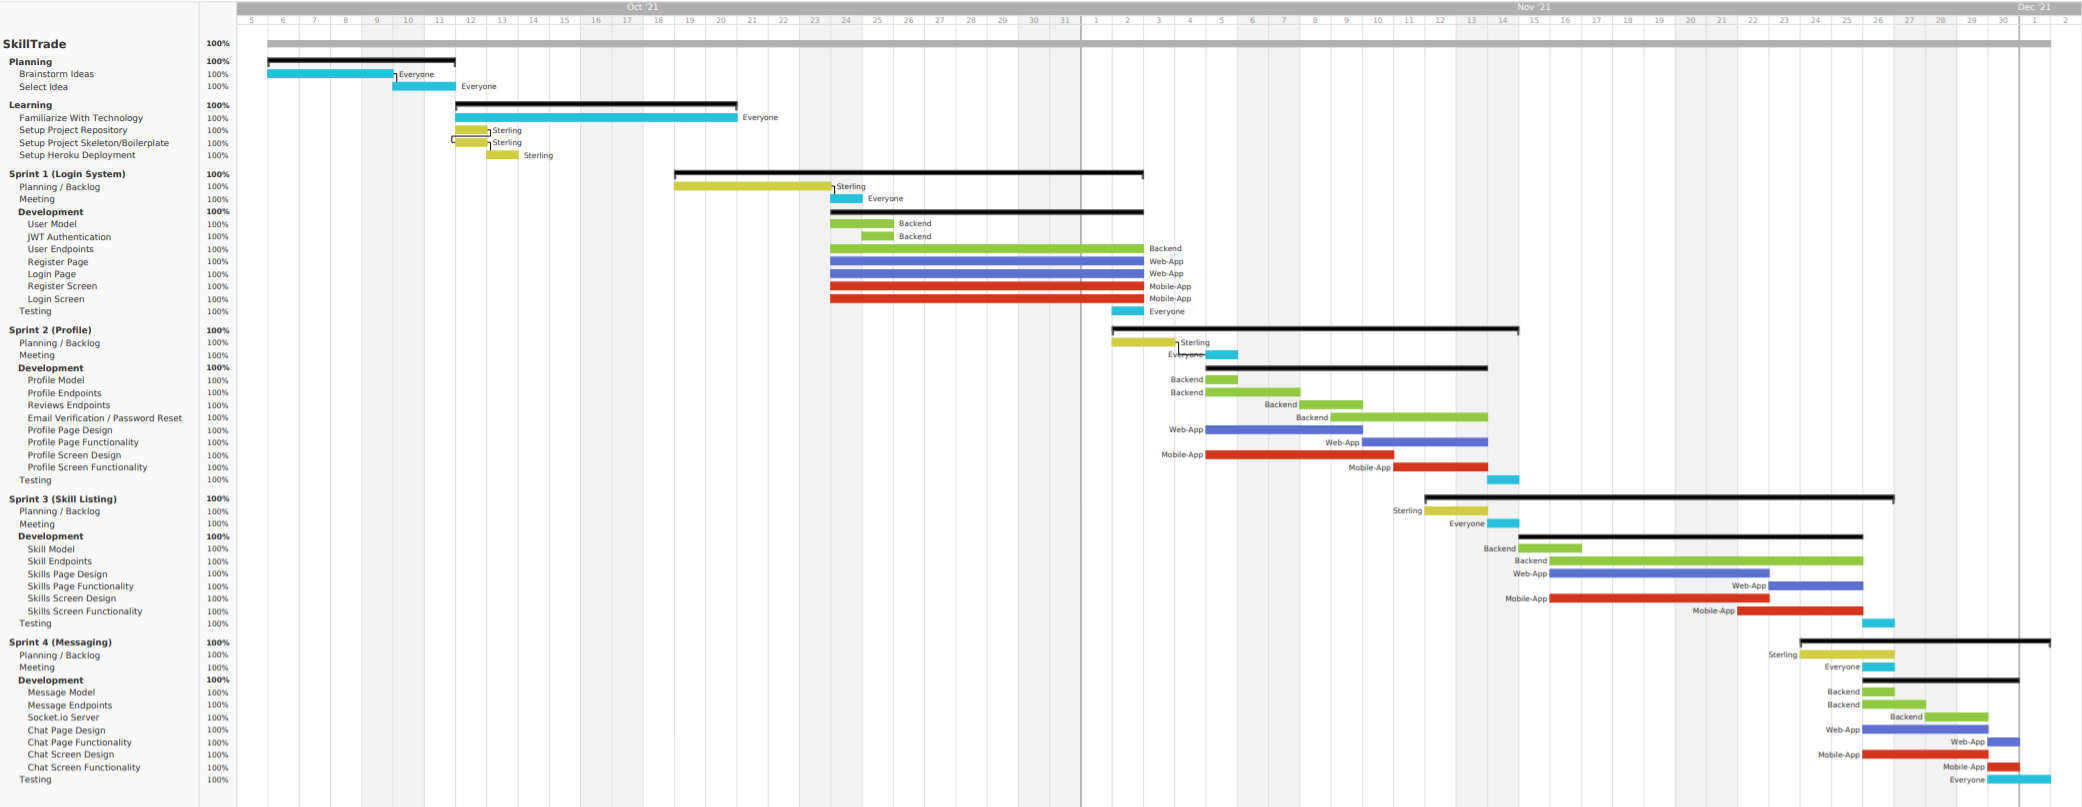 Oct '21 Nov '21 Dec '21
5 6 7 8 9 10 11 12 13 14 15 16 17 18 19 20 21 22 23 24 25 26 27 28 29 30 31 1 2 3 4 5 6 7 8 9 10 11 12 13 14 15 16 17 18 19 20 21 22 23 24 25 26 27 28 29 30 1 2
SkillTrade 100%
Planning 100%
Brainstorm Ideas 100% Everyone
Select Idea 100% Everyone
Learning 100%
Familiarize With Technology 100% Everyone
Setup Project Repository 100% Sterling
Setup Project Skeleton/Boilerplate 100% Sterling
Setup Heroku Deployment 100% Sterling
Sprint 1 (Login System) 100%
Planning / Backlog 100% Sterling
Meeting 100% Everyone
Development 100%
User Model 100% Backend
JWT Authentication 100% Backend
User Endpoints 100% Backend
Register Page 100% Web-App
Login Page 100% Web-App
Register Screen 100% Mobile-App
Login Screen 100% Mobile-App
Testing 100% Everyone
Sprint 2 (Profile) 100%
Planning / Backlog 100% Sterling
Meeting 100% Everyone
Development 100%
Profile Model 100% Backend
Profile Endpoints 100% Backend
Reviews Endpoints 100% Backend
Email Verification / Password Reset 100% Backend
Profile Page Design 100% Web-App
Profile Page Functionality 100% Web-App
Profile Screen Design 100% Mobile-App
Profile Screen Functionality 100% Mobile-App
Testing 100%
Sprint 3 (Skill Listing) 100%
Planning / Backlog 100% Sterling
Meeting 100% Everyone
Development 100%
Skill Model 100% Backend
Skill Endpoints 100% Backend
Skills Page Design 100% Web-App
Skills Page Functionality 100% Web-App
Skills Screen Design 100% Mobile-App
Skills Screen Functionality 100% Mobile-App
Testing 100%
Sprint 4 (Messaging) 100%
Planning / Backlog 100% Sterling
Meeting 100% Everyone
Development 100%
Message Model 100% Backend
Message Endpoints 100% Backend
Socket.io Server 100% Backend
Chat Page Design 100% Web-App
Chat Page Functionality 100% Web-App
Chat Screen Design 100% Mobile-App
Chat Screen Functionality 100% Mobile-App
Testing 100% Everyone